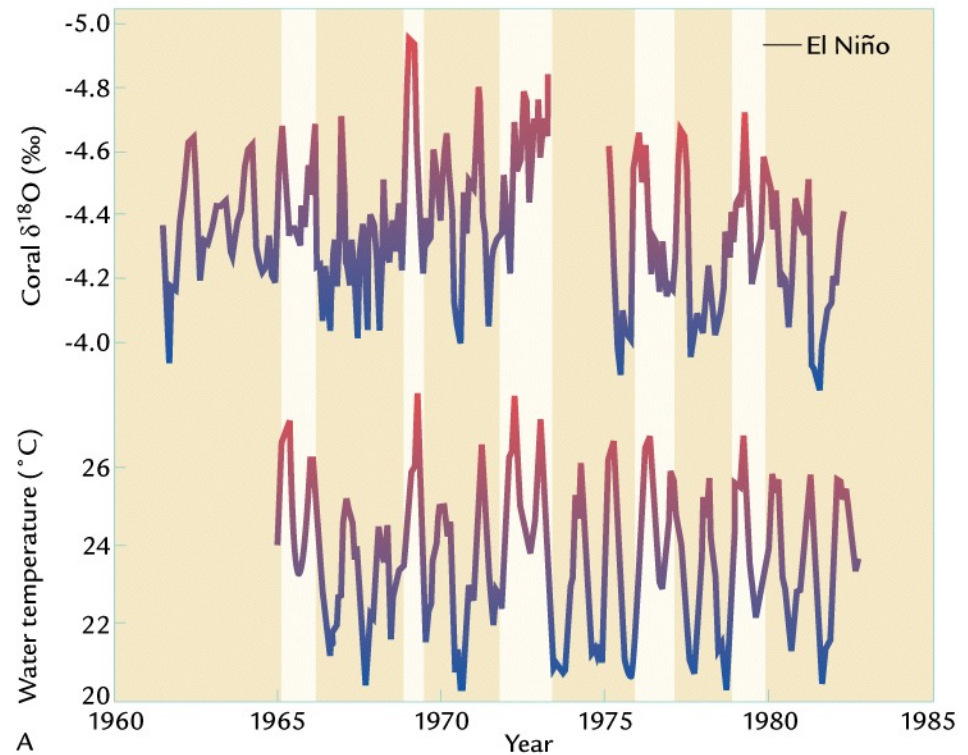 -5.0
El Niño
-4.8
-4.6
-4.4
-4.2
-4.0
Coral δ18O (‰)
26
24
22
20
Water temperature (˚C)
1960 1965 1970 1975 1980 1985
Year
A